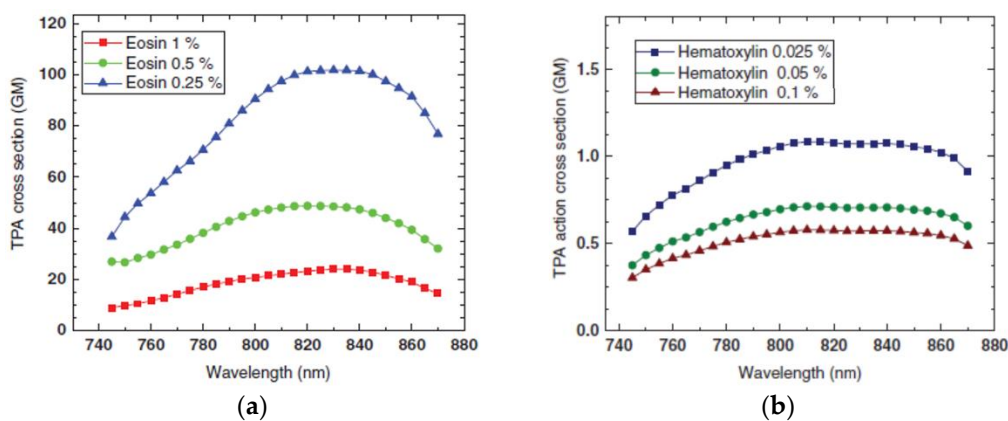 120
100
80
60
40
20
0
TPA cross section (GM)
Eosin 1 %
Eosin 0.5 %
Eosin 0.25 %
740 760 780 800 820 840 860 880
Wavelength (nm)
(a)
1.5
1.0
0.5
0.0
TPA action cross section (GM)
Hematoxylin 0.025 %
Hematoxylin 0.05 %
Hematoxylin 0.1 %
740 760 780 800 820 840 860 880
Wavelength (nm)
(b)